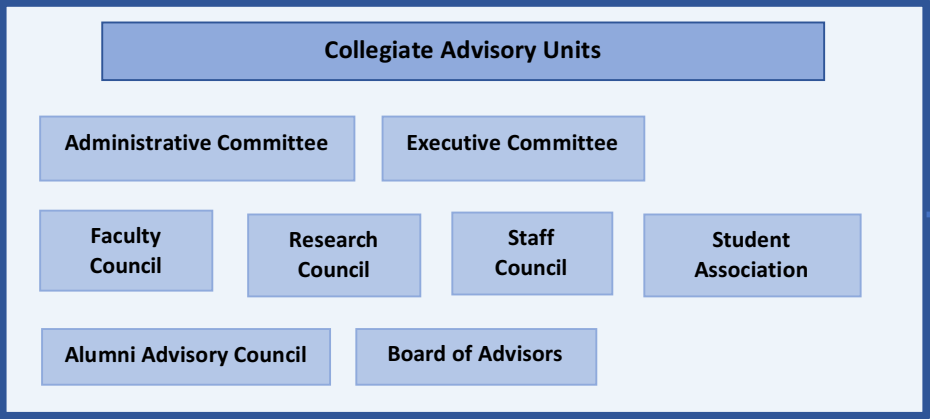 Collegiate Advisory Units
Administrative Committee
Executive Committee
Faculty
Council
Research
Council
Staff
Council
Student
Association
Alumni Advisory Council
Board of Advisors